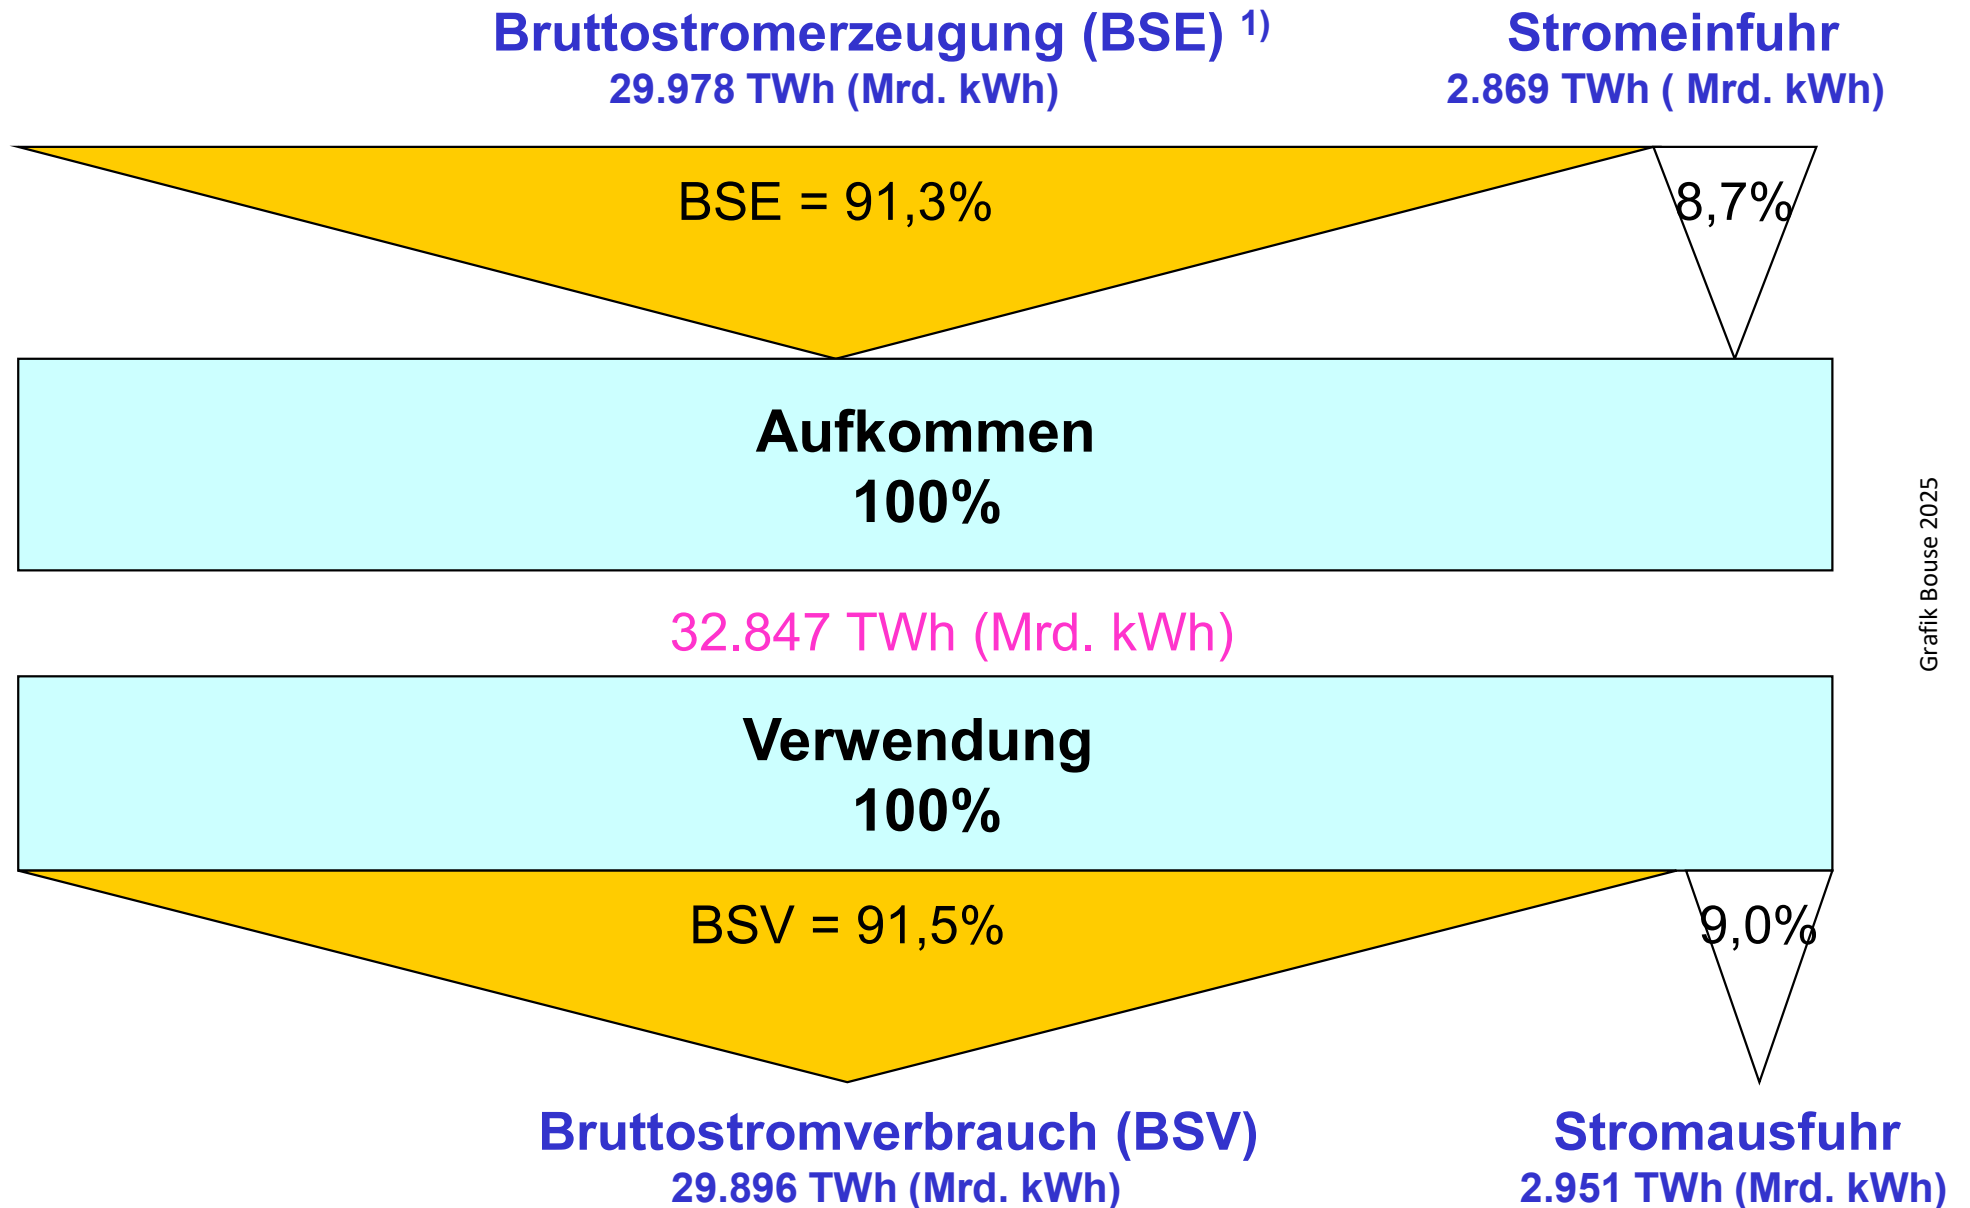 Bruttostromerzeugung (BSE) 1)
29.978 TWh (Mrd. kWh)
Stromeinfuhr
2.869 TWh ( Mrd. kWh)
BSE = 91,3%
8,7%
Aufkommen
100%
32.847 TWh (Mrd. kWh)
Verwendung
100%
BSV = 91,5%
9,0%
Bruttostromverbrauch (BSV)
29.896 TWh (Mrd. kWh)
Stromausfuhr
2.951 TWh (Mrd. kWh)
Grafik Bouse 2025